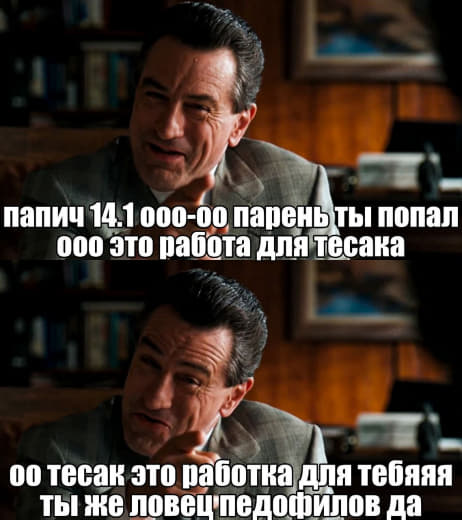 папич 14.1 ооо-оо парень ты попал
ооо это работа для тесака
оо тесак это работка для тебяяя
ты же ловец педофилов да